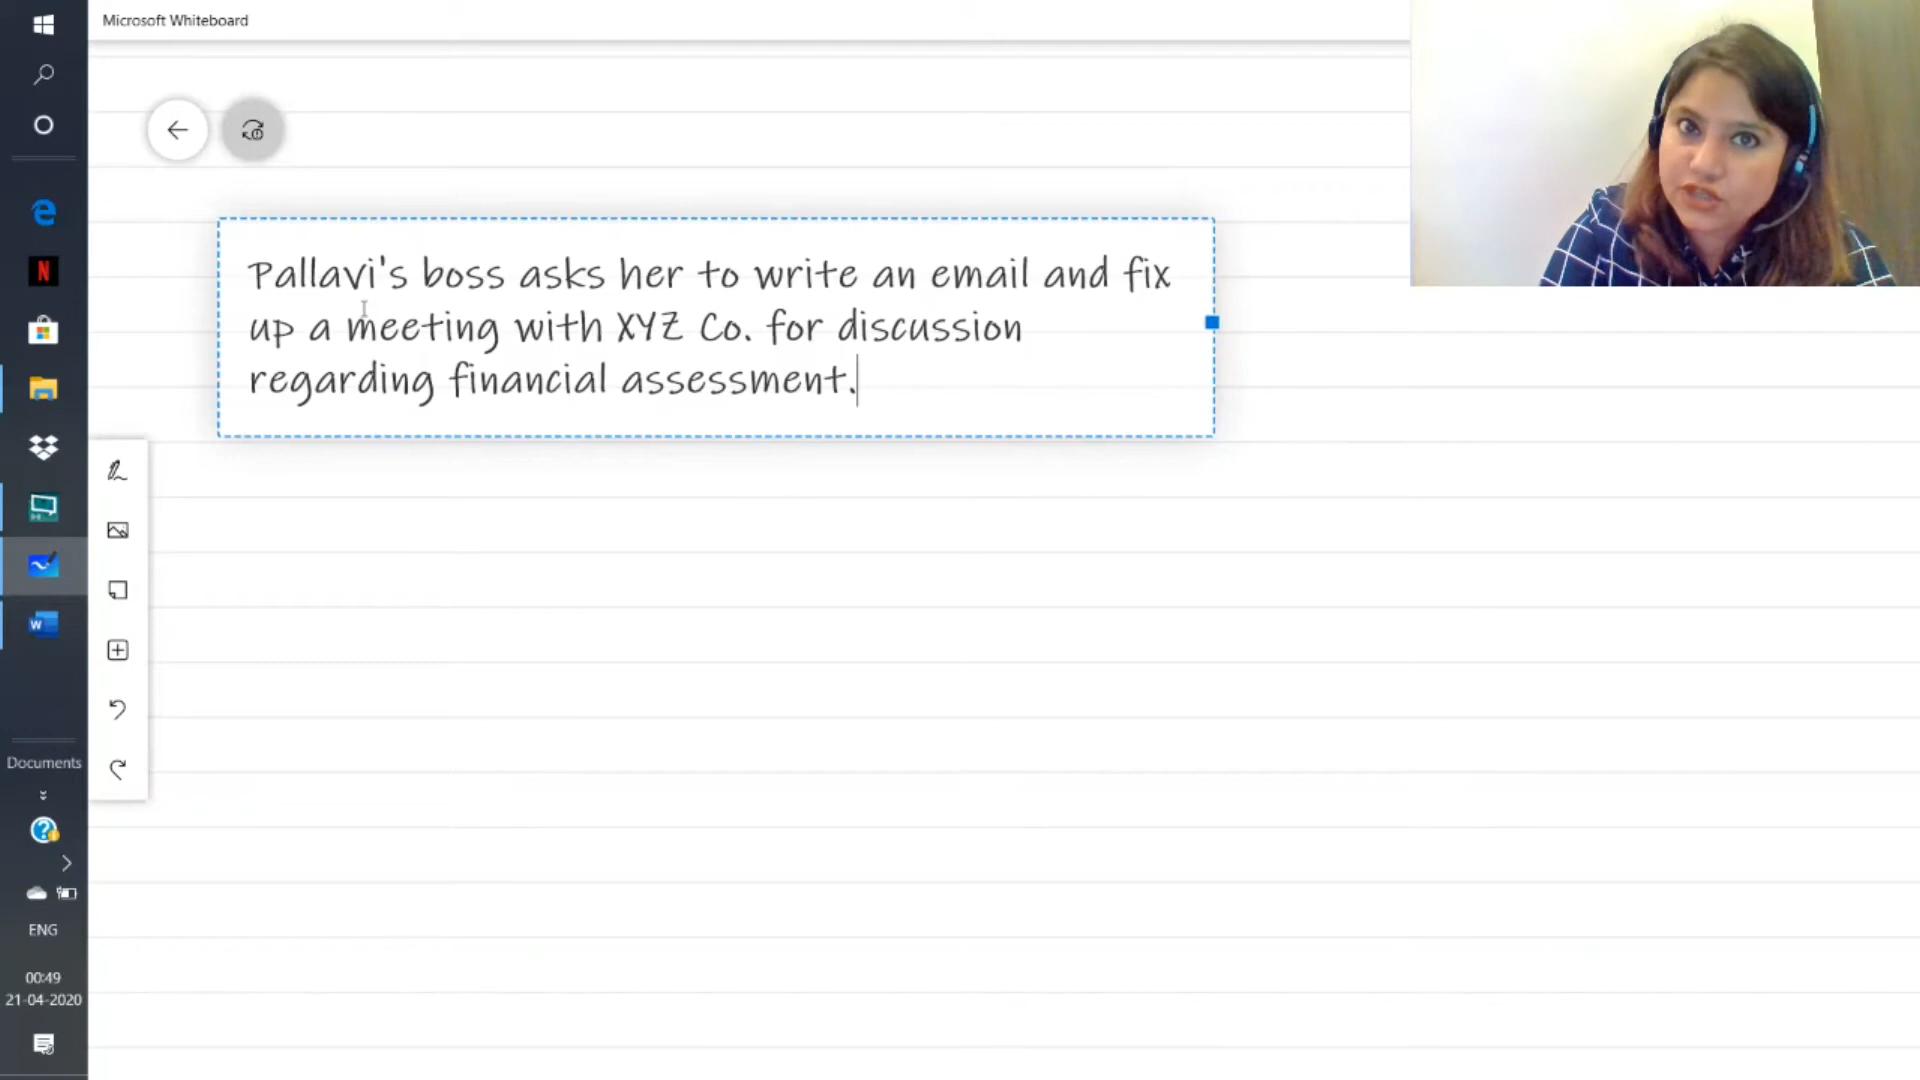 Microsoft Whiteboard
Pallavi's boss asks her to write an email and fix
up a meeting with XYZ Co. for discussion
regarding financial assessment.
Documents
ENG
00:49
21-04-2020